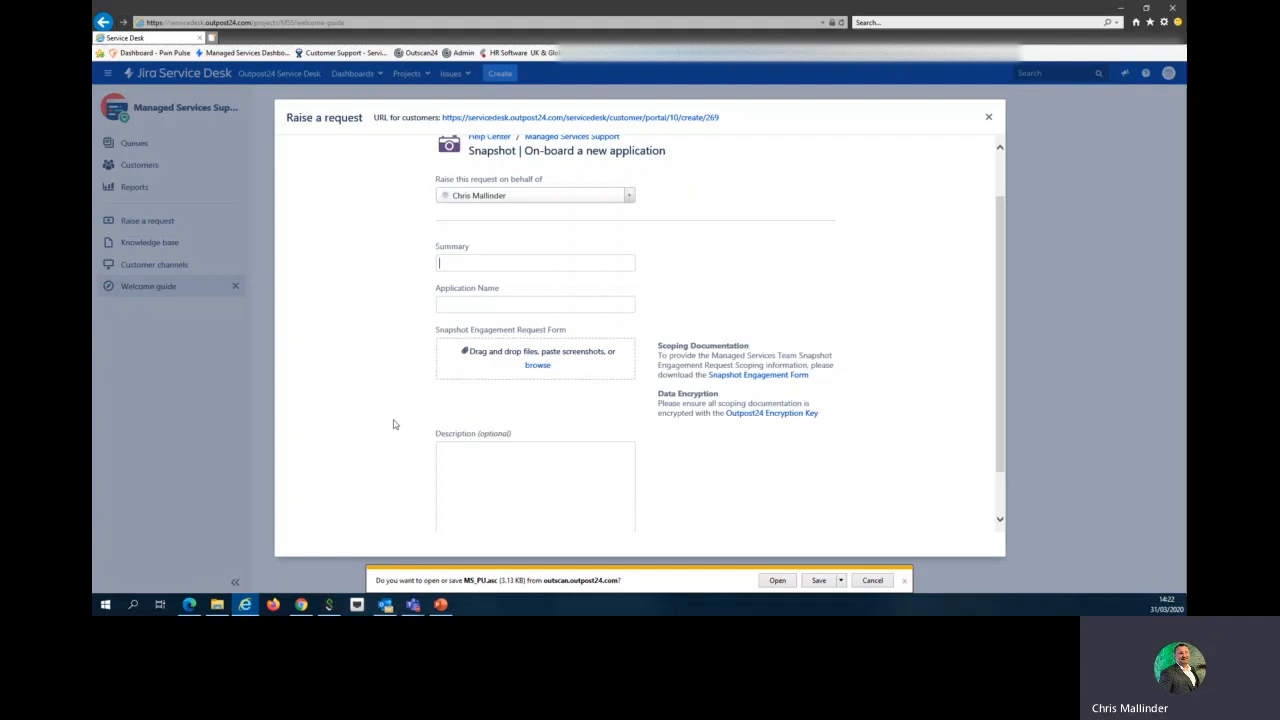 https://servicedesk.outpost24.com/projects/MSS/welcome-guide
Search...
Service Desk
Dashboard - Pwn Pulse
Managed Services Dashbo...
Customer Support - Servi...
Outscan24
Admin
HR Software UK & Glo
Jira Service Desk
Outpost24 Service Desk
Dashboards
Projects
Issues
Create
Search
Managed Services Sup...
Queues
Customers
Reports
Raise a request
Knowledge base
Customer channels
Welcome guide
Raise a request
URL for customers: https://servicedesk.outpost24.com/servicedesk/customer/portal/10/create/269
Help Center / Managed Services Support
Snapshot | On-board a new application
Raise this request on behalf of
Chris Mallinder
Summary
Application Name
Snapshot Engagement Request Form
Drag and drop files, paste screenshots, or
browse
Scoping Documentation
To provide the Managed Services Team Snapshot
Engagement Request Scoping information, please
download the Snapshot Engagement Form
Data Encryption
Please ensure all scoping documentation is
encrypted with the Outpost24 Encryption Key
Description (optional)
Do you want to open or save MS_PU.asc (3.13 KB) from outscan.outpost24.com?
Open
Save
Cancel
14:22
31/03/2020
Chris Mallinder